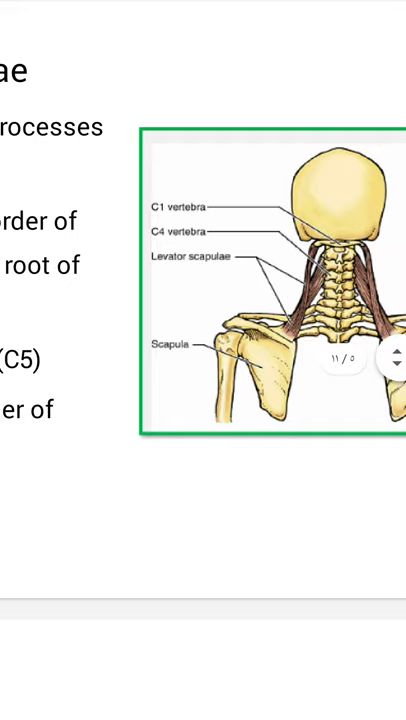 ae
rocesses
order of
root of
(C5)
er of
C1 vertebra
C4 vertebra
Levator scapulae
Scapula
١١ / ٥